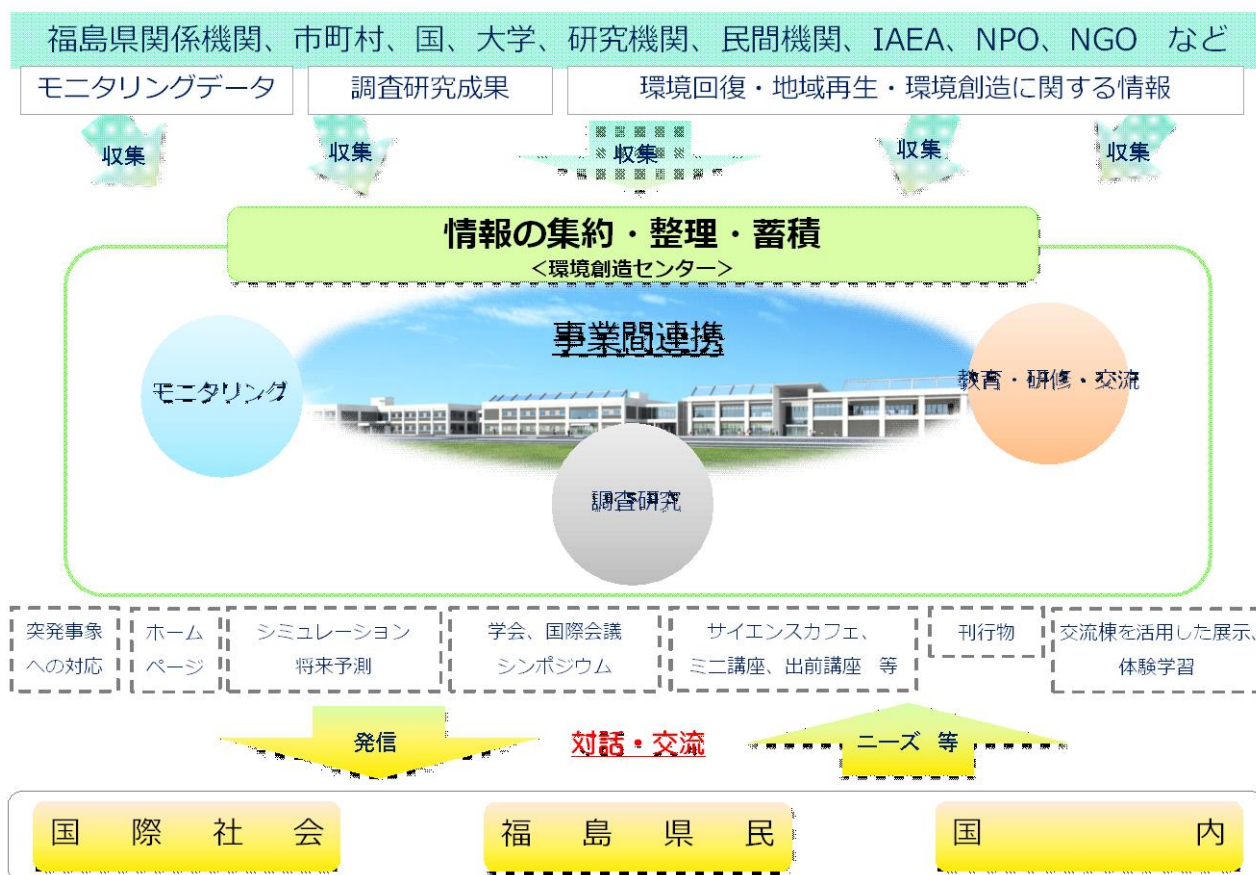 福島県関係機関、市町村、国、大学、研究機関、民間機関、IAEA、NPO、NGO など
モニタリングデータ
調査研究成果
環境回復・地域再生・環境創造に関する情報
収集
収集
収集
収集
収集
情報の集約・整理・蓄積
<環境創造センター>
事業間連携
モニタリング
教育・研修・交流
調査研究
突発事象
への対応
ホーム
ページ
シミュレーション
将来予測
学会、国際会議
シンポジウム
サイエンスカフェ、
ミニ講座、出前講座 等
刊行物
交流棟を活用した展示、
体験学習
発信
対話・交流
ニーズ 等
国際社会
福島県民
国内